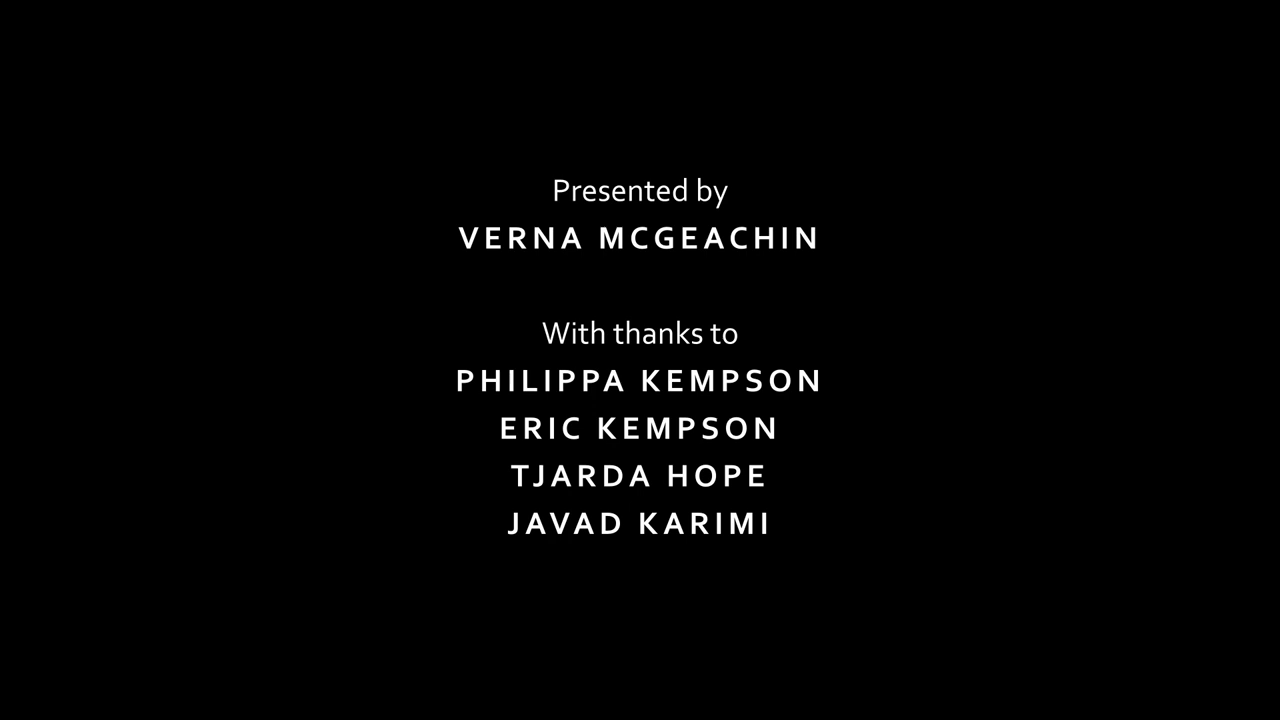 Presented by
VERNA MCGEACHIN
With thanks to
PHILIPPA KEMPSON
ERIC KEMPSON
TJARDA HOPE
JAVAD KARIMI